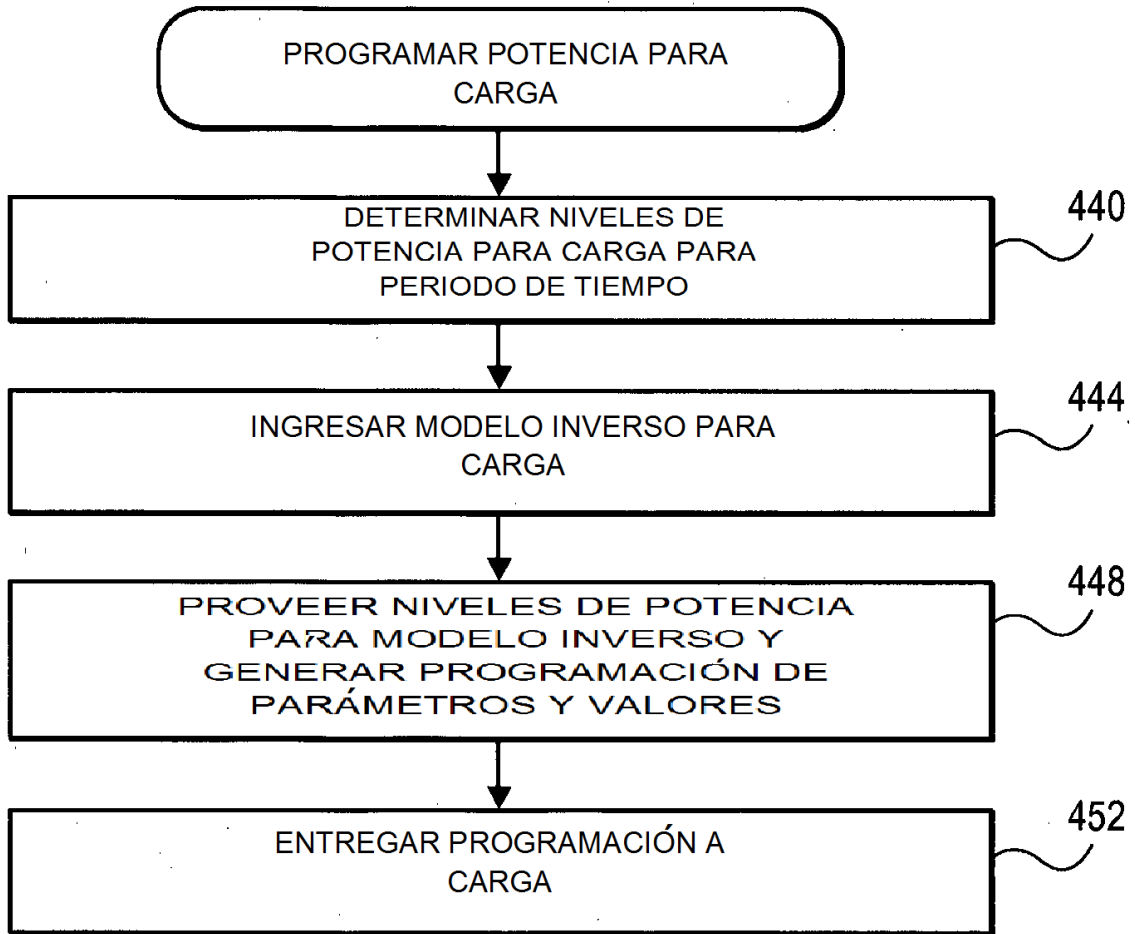 PROGRAMAR POTENCIA PARA
CARGA
440
DETERMINAR NIVELES DE
POTENCIA PARA CARGA PARA
PERIODO DE TIEMPO
444
INGRESAR MODELO INVERSO PARA
CARGA
448
PROVEER NIVELES DE POTENCIA
PARA MODELO INVERSO Y
GENERAR PROGRAMACIÓN DE
PARÁMETROS Y VALORES
452
ENTREGAR PROGRAMACIÓN A
CARGA